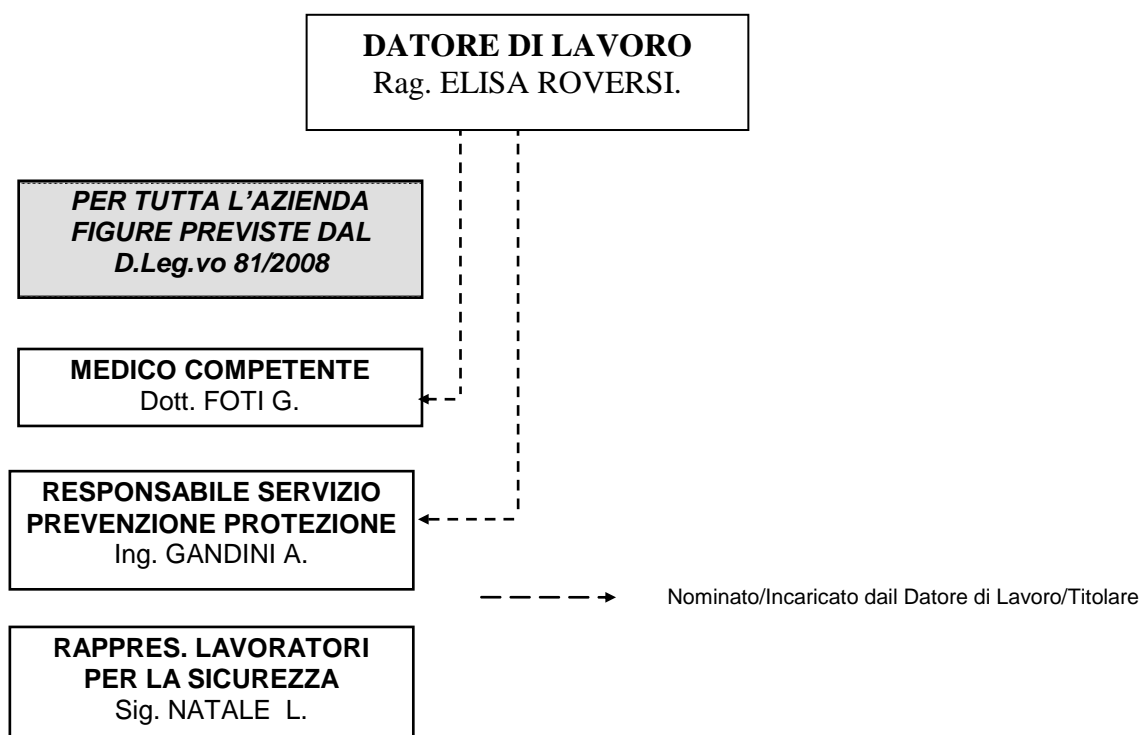 DATORE DI LAVORO
Rag. ELISA ROVERSI.
PER TUTTA L'AZIENDA
FIGURE PREVISTE DAL
D.Leg.vo 81/2008
MEDICO COMPETENTE
Dott. FOTI G.
RESPONSABILE SERVIZIO
PREVENZIONE PROTEZIONE
Ing. GANDINI A.
Nominato/Incaricato dail Datore di Lavoro/Titolare
RAPPRES. LAVORATORI
PER LA SICUREZZA
Sig. NATALE L.